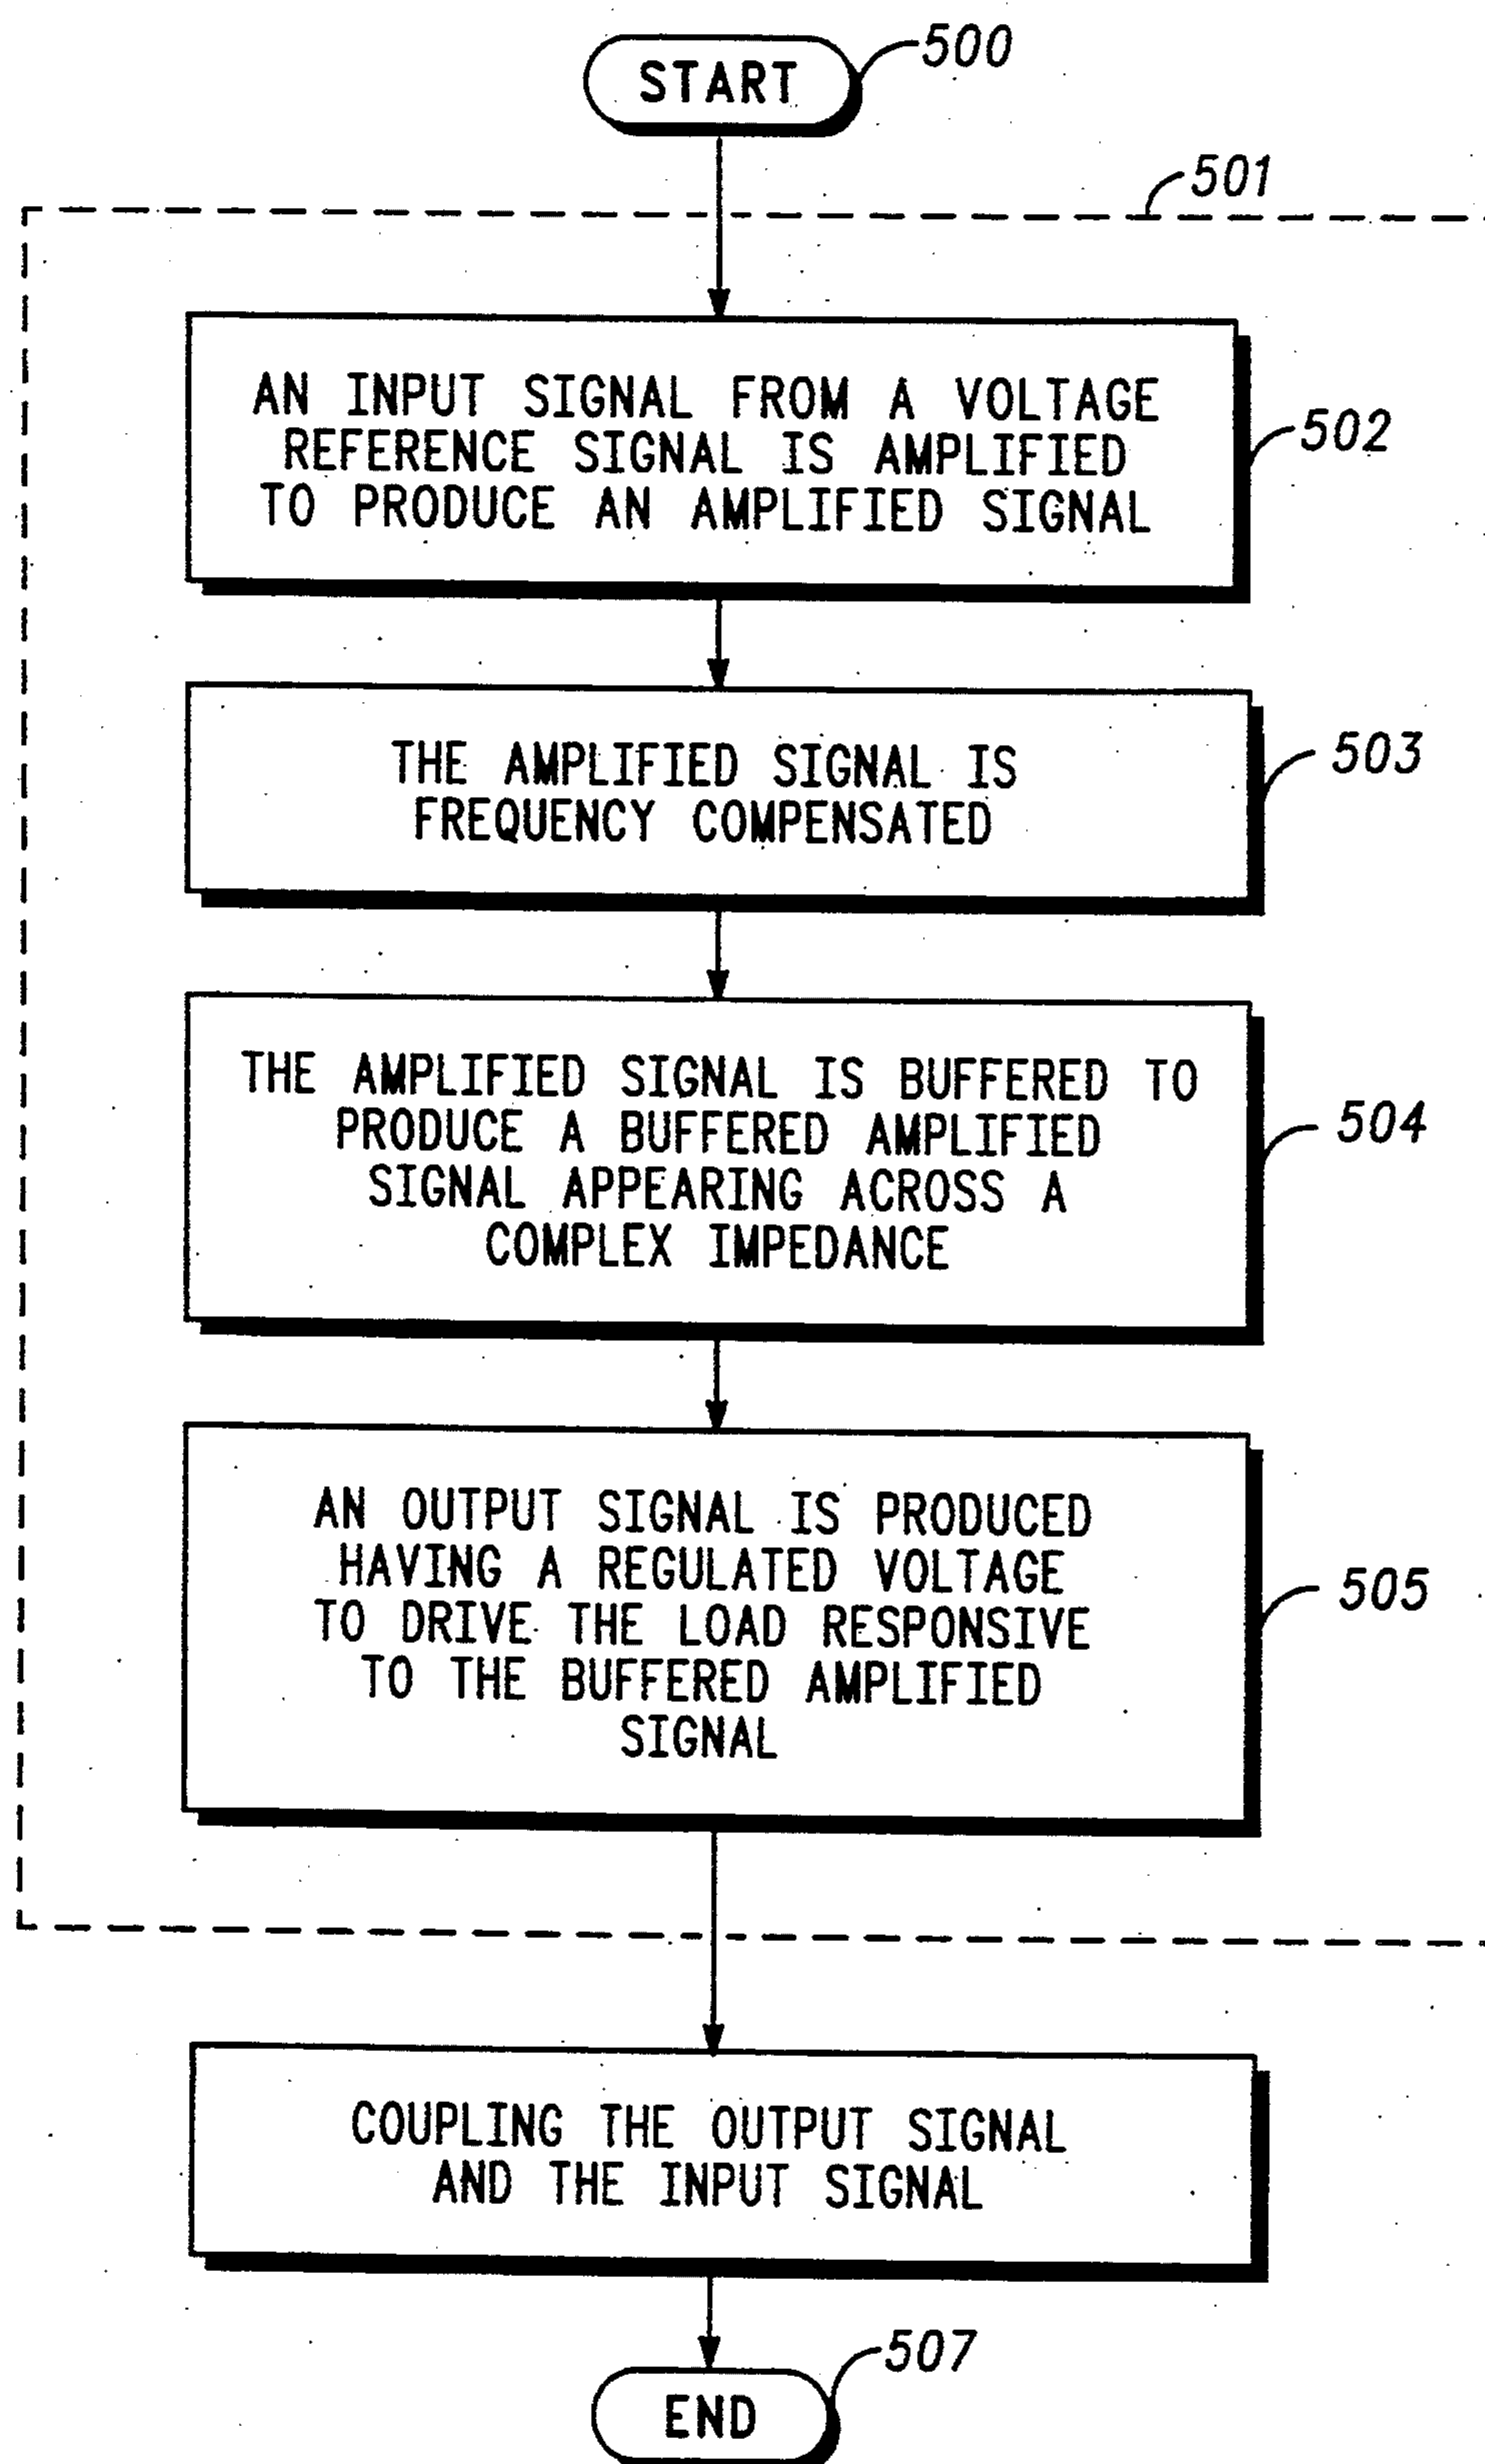 START
500
501
AN INPUT SIGNAL FROM A VOLTAGE
REFERENCE SIGNAL IS AMPLIFIED
TO PRODUCE AN AMPLIFIED SIGNAL
502
THE AMPLIFIED SIGNAL IS
FREQUENCY COMPENSATED
503
THE AMPLIFIED SIGNAL IS BUFFERED TO
PRODUCE A BUFFERED AMPLIFIED
SIGNAL APPEARING ACROSS A
COMPLEX IMPEDANCE
504
AN OUTPUT SIGNAL IS PRODUCED
HAVING A REGULATED VOLTAGE
TO DRIVE THE LOAD RESPONSIVE
TO THE BUFFERED AMPLIFIED
SIGNAL
505
COUPLING THE OUTPUT SIGNAL
AND THE INPUT SIGNAL
507
END